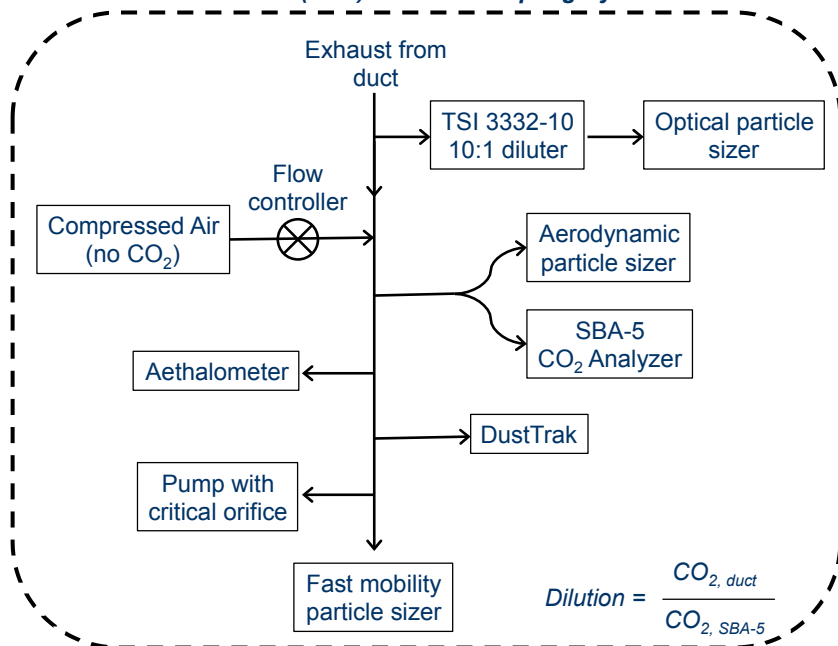 Exhaust from
duct
TSI 3332-10
10:1 diluter
Optical particle
sizer
Flow
controller
Compressed Air
(no CO₂)
Aerodynamic
particle sizer
SBA-5
CO₂ Analyzer
Aethalometer
DustTrak
Pump with
critical orifice
Fast mobility
particle sizer
Dilution = 
CO₂, duct
CO₂, SBA-5